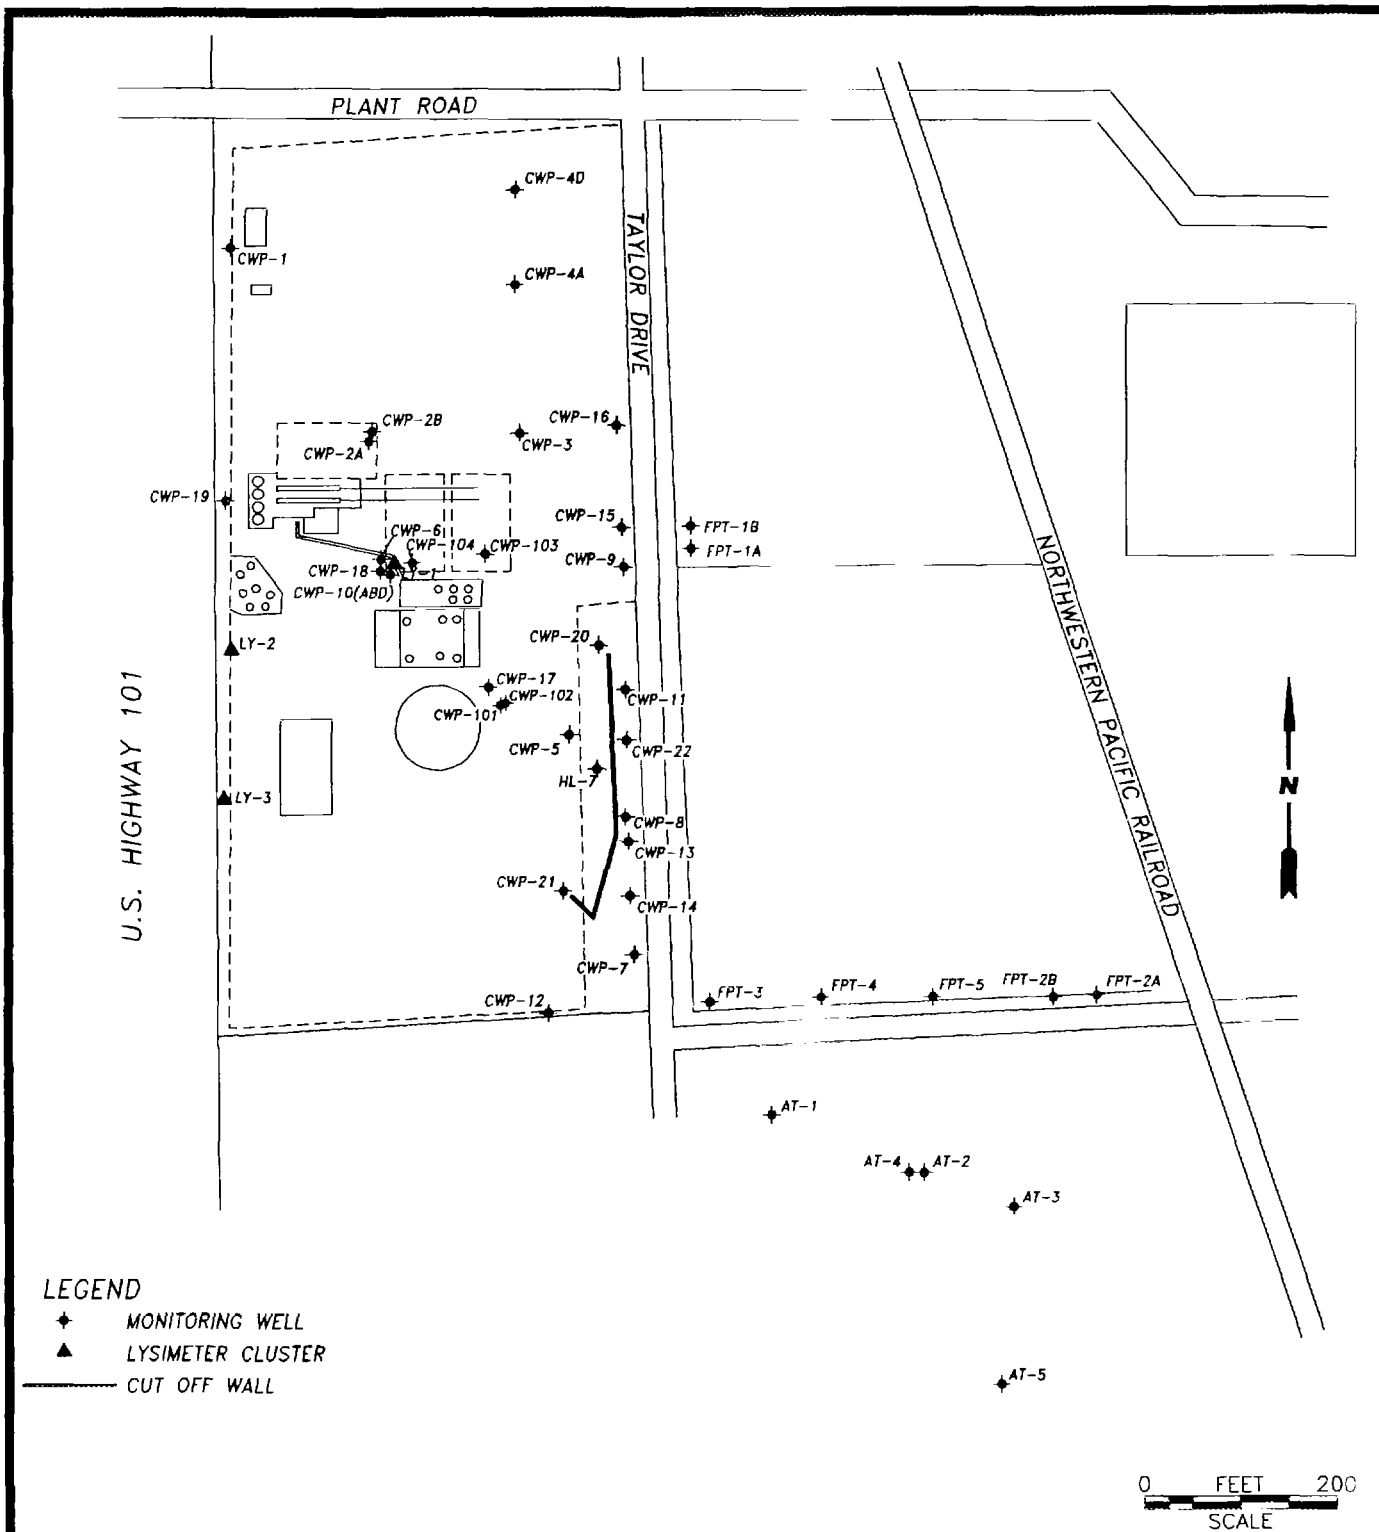 PLANT ROAD
CWP-4D
TAYLOR DRIVE
CWP-1
CWP-4A
CWP-2B
CWP-16
CWP-3
CWP-2A
CWP-19
CWP-15
FPT-1B
CWP-6
CWP-104
CWP-103
FPT-1A
CWP-9
CWP-18
LY-1
CWP-10(ABD)
NORTHWESTERN PACIFIC RAILROAD
CWP-20
LY-2
U.S. HIGHWAY 101
CWP-17
CWP-102
CWP-11
CWP-101
CWP-5
CWP-22
HL-7
N
LY-3
CWP-8
CWP-13
CWP-21
CWP-14
CWP-7
FPT-3
FPT-4
FPT-5
FPT-2B
FPT-2A
CWP-12
AT-1
AT-4
AT-2
AT-3
LEGEND
MONITORING WELL
LYSIMETER CLUSTER
CUT OFF WALL
AT-5
0 FEET 200
SCALE